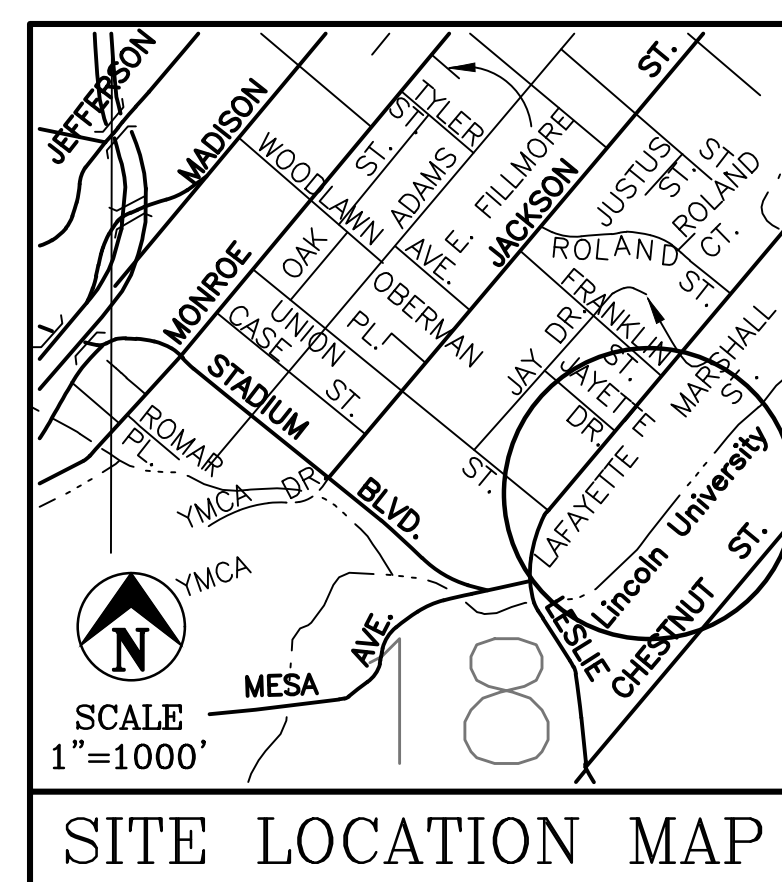 JEFFERSON
MADISON
MONROE
WOODLAWN
TYLER
ST.
ST.
OAK
ADAMS
AVE.
E. FILLMORE
JACKSON
ST.
JUSTUS
ST.
ST.
ROLAND
CT.
ROLAND
ST.
FRANKLIN
ST.
OBERMAN
PL.
UNION
CASE
ST.
JAY DR.
JAYETTE
DR.
MARSHALL
ST.
STADIUM
BLVD.
ROMAR
PL.
ST.
YMCA DR.
YMCA
LAFAYETTE
Lincoln University
CHESTNUT ST.
LESLIE
MESA AVE.
18
N
SCALE
1"=1000'
SITE LOCATION MAP